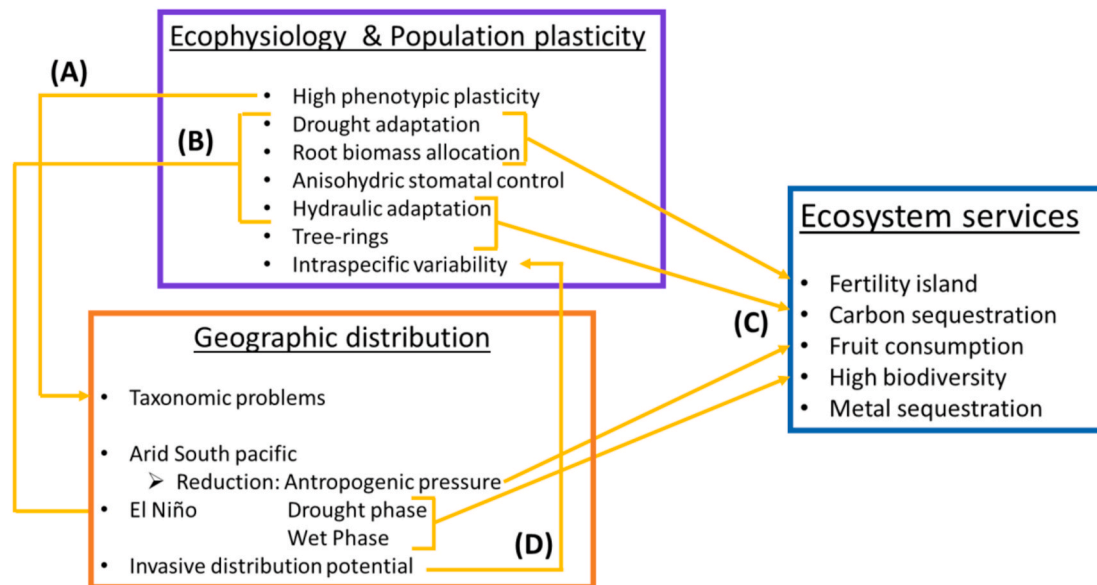 Ecophysiology & Population plasticity
(A)
• High phenotypic plasticity
• Drought adaptation
(B)
• Root biomass allocation
• Anisohydric stomatal control
• Hydraulic adaptation
• Tree-rings
• Intraspecific variability
Ecosystem services
• Fertility island
• Carbon sequestration
(C)
• Fruit consumption
• High biodiversity
• Metal sequestration
Geographic distribution
• Taxonomic problems
• Arid South pacific
➢ Reduction: Antropogenic pressure
• El Niño Drought phase
Wet Phase
(D)
• Invasive distribution potential